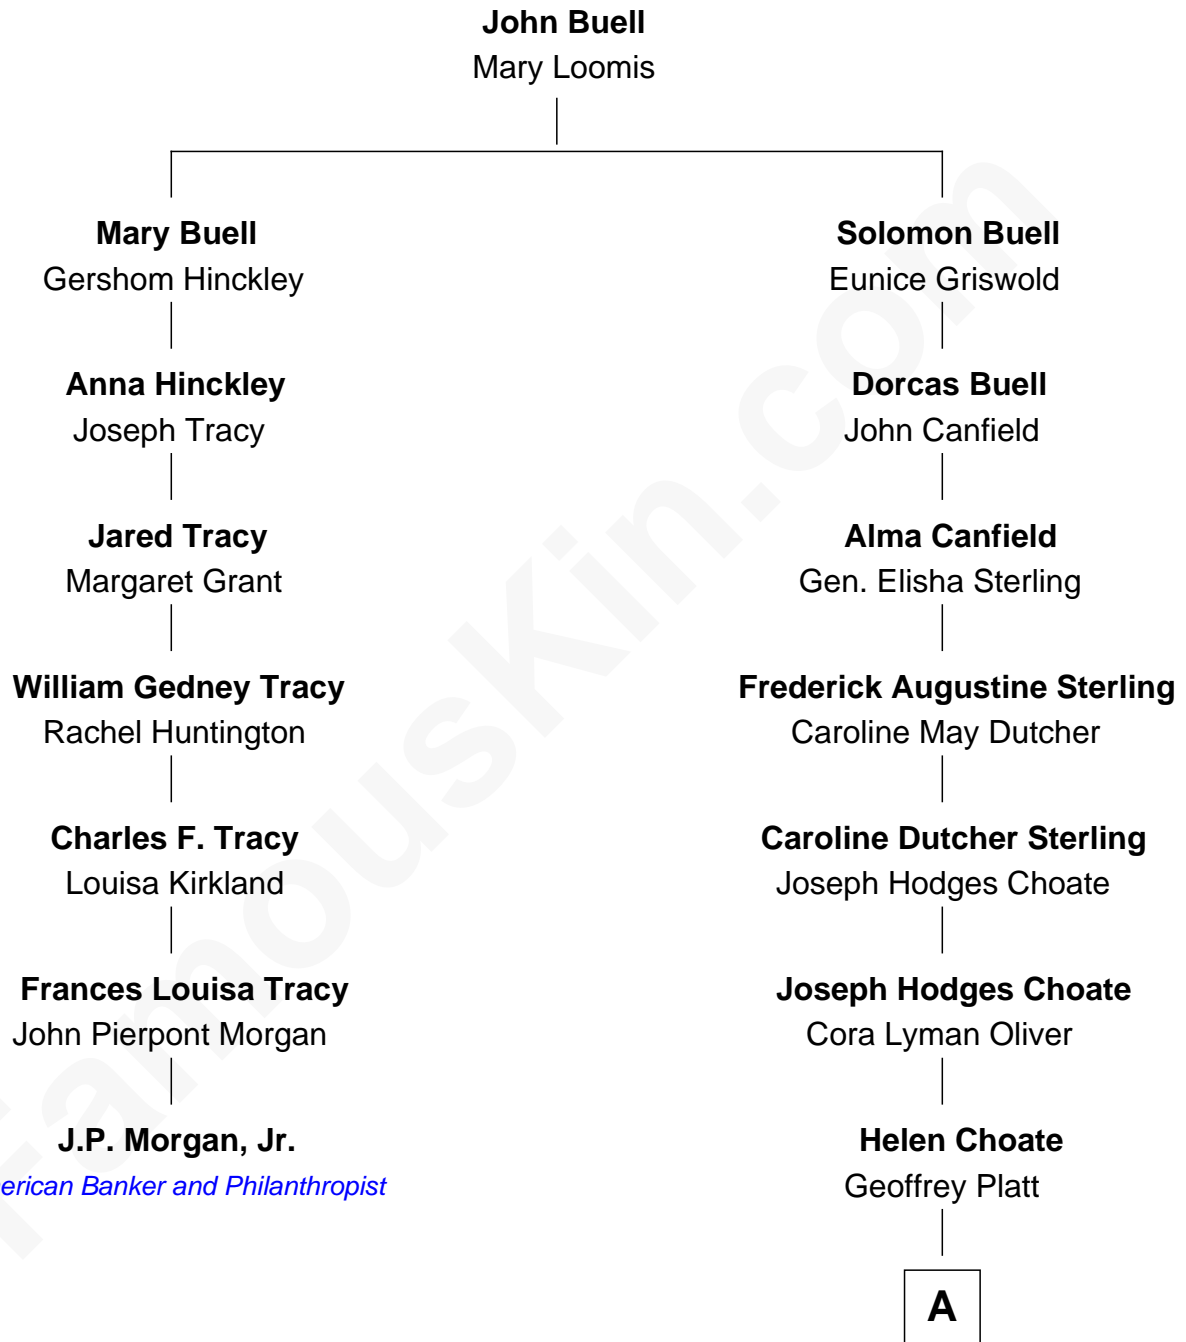 John Buell
Mary Loomis
Mary Buell
Gershom Hinckley
Solomon Buell
Eunice Griswold
Anna Hinckley
Joseph Tracy
Dorcas Buell
John Canfield
Jared Tracy
Margaret Grant
Alma Canfield
Gen. Elisha Sterling
William Gedney Tracy
Rachel Huntington
Frederick Augustine Sterling
Caroline May Dutcher
Charles F. Tracy
Louisa Kirkland
Caroline Dutcher Sterling
Joseph Hodges Choate
Frances Louisa Tracy
John Pierpont Morgan
Joseph Hodges Choate
Cora Lyman Oliver
J.P. Morgan, Jr.
erican Banker and Philanthropist
Helen Choate
Geoffrey Platt
A
FamousKin.com